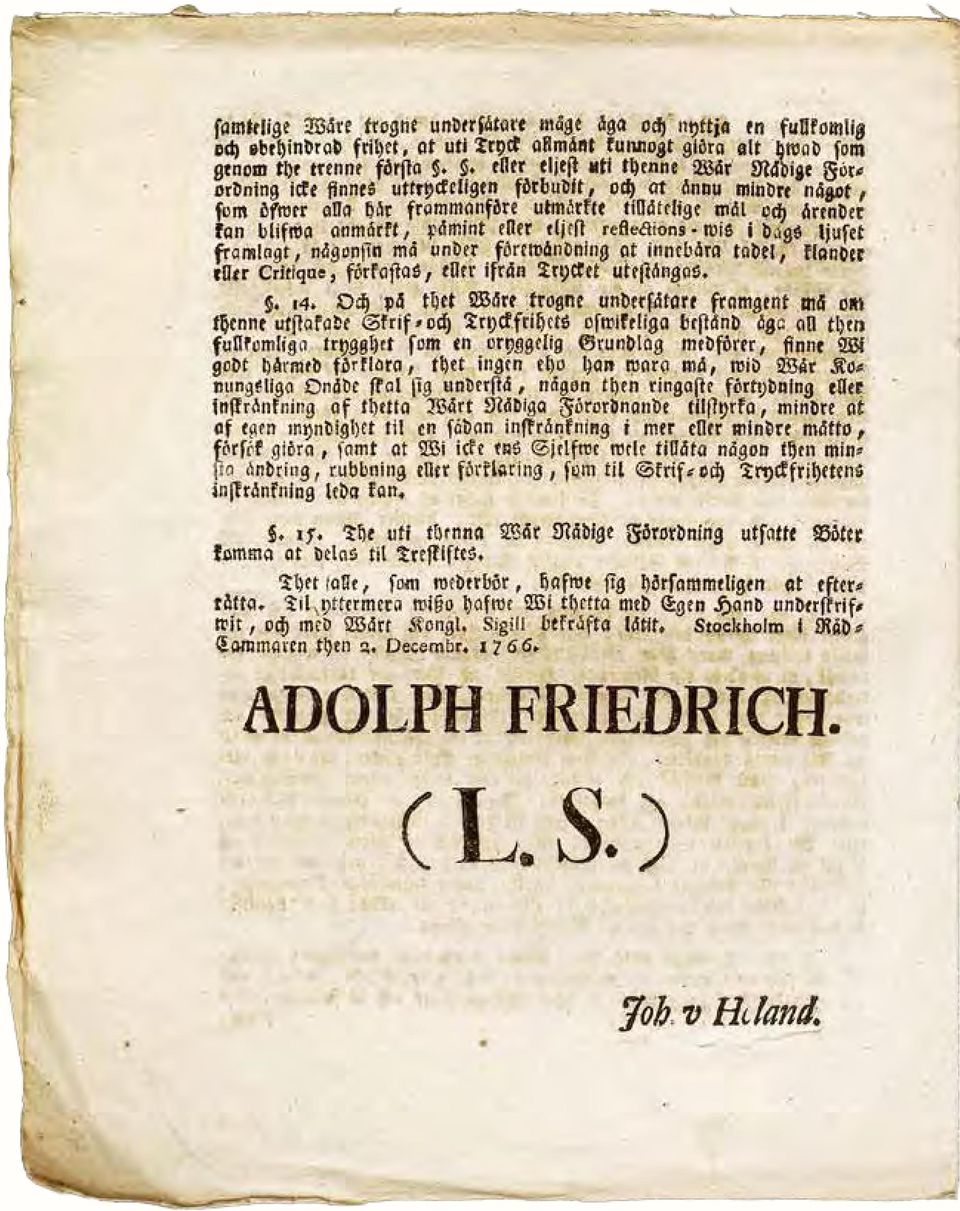 samtelige Wåre trogne undersåtare måge äga och nyttja en fullkomlig
och obehindrad frihet, at uti Tryck allmänt kunnogt giöra alt hwad som
genom the trenne första §. §. eller eljest uti thenne Wår Nådige För-
ordning icke finnes uttryckeligen förbudit, och at ännu mindre något,
som öfwer alla här frammanföre utmärkte tillåtelige mål och ärender
kan blifwa anmärkt, påmint eller eljest reflections-wis i dags ljuset
framlagt, någonsin må under förewändning at innebära tadel, klander
eller Critique, förkastas, eller ifrån Trycket utestängas.
§. 14. Och på thet Wåre trogne undersåtare framgent må om
thenne utstakade Skrif-och Tryckfrihets oswikeliga bestånd äga all then
fullkomliga trygghet som en oryggelig Grundlag medförer, finne Wi
godt härmed förklara, thet ingen eho han wara må, wid Wår Ko-
nungsliga Onåde skal sig understå, någon then ringaste förtydning eller
inskränkning af thetta Wårt Nådiga Förordnande tilstyrka, mindre at
af egen myndighet til en sådan inskränkning i mer eller mindre måtto,
försök giöra, samt at Wi icke ens Sjelfwe wele tillåta någon then min-
sta ändring, rubbning eller förklaring, som til Skrif-och Tryckfrihetens
inskränkning leda kan.
§. 15. The uti thenna Wår Nådige Förordning utsatte Böter
komma at delas til Treskiftes.
Thet ialle, som wederbör, hafwe sig hörsammeligen at efter-
rätta. Til yttermera wißo hafwe Wi thetta med Egen Hand underskrif-
wit, och med Wårt Kongl. Sigill bekräfta låtit. Stockholm i Råd-
Cammaren then 2. Decembr. 1766.
ADOLPH FRIEDRICH.
(L. S.)
Joh. v Heland.